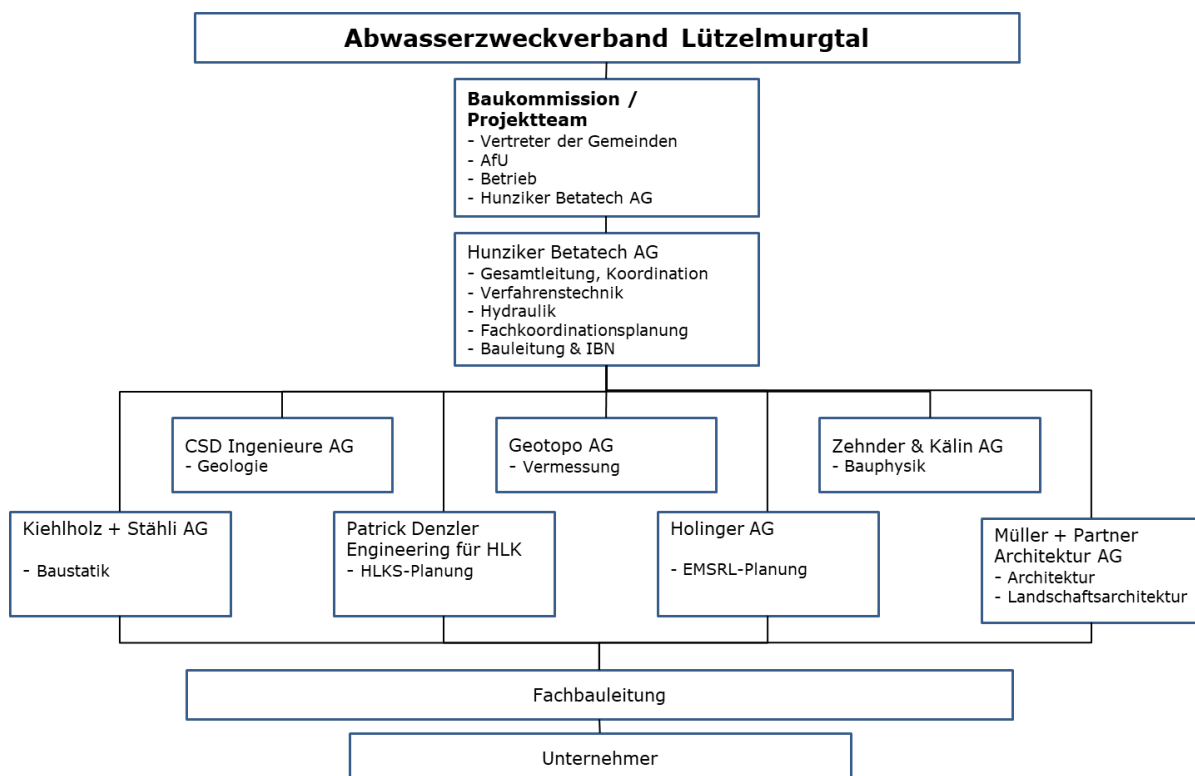 Abwasserzweckverband Lützelmurgtal
Baukommission /
Projektteam
- Vertreter der Gemeinden
- AfU
- Betrieb
- Hunziker Betatech AG
Hunziker Betatech AG
- Gesamtleitung, Koordination
- Verfahrenstechnik
- Hydraulik
- Fachkoordinationsplanung
- Bauleitung & IBN
CSD Ingenieure AG
- Geologie
Geotopo AG
- Vermessung
Zehnder & Kälin AG
- Bauphysik
Kiehlholz + Stähli AG
- Baustatik
Patrick Denzler
Engineering für HLK
- HLKS-Planung
Holinger AG
- EMSRL-Planung
Müller + Partner
Architektur AG
- Architektur
- Landschaftsarchitektur
Fachbauleitung
Unternehmer